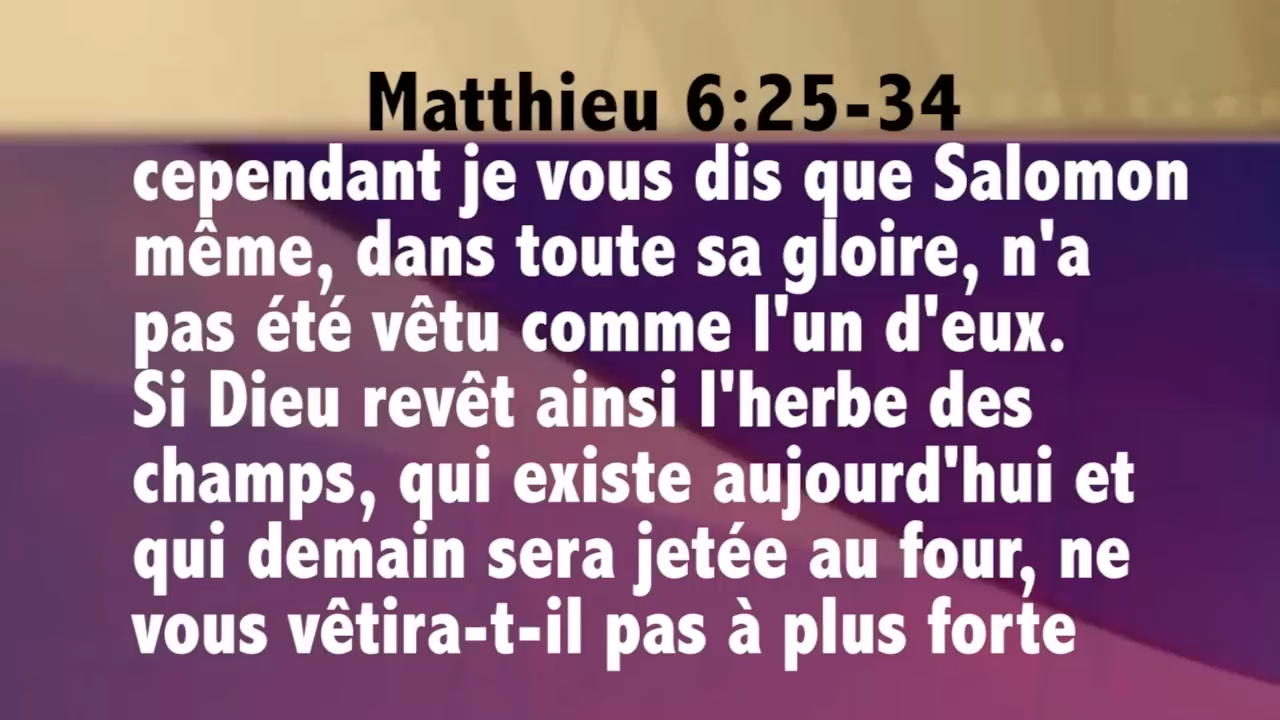 Matthieu 6:25-34
cependant je vous dis que Salomon
même, dans toute sa gloire, n'a
pas été vêtu comme l'un d'eux.
Si Dieu revêt ainsi l'herbe des
champs, qui existe aujourd'hui et
qui demain sera jetée au four, ne
vous vêtira-t-il pas à plus forte